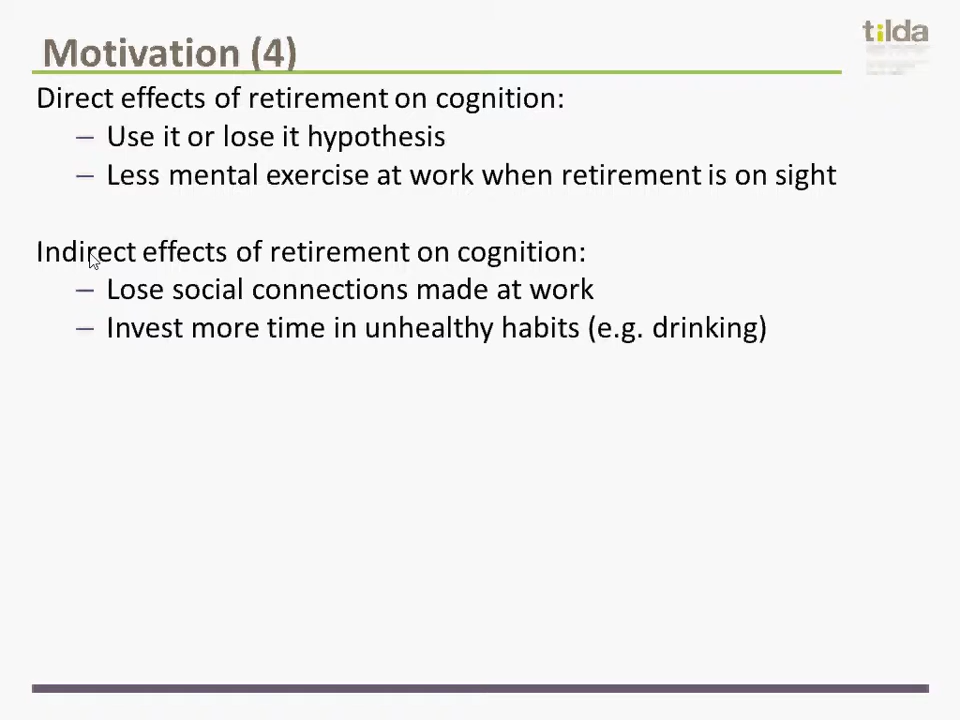 Motivation (4)
tilda
Direct effects of retirement on cognition:
– Use it or lose it hypothesis
– Less mental exercise at work when retirement is on sight
Indirect effects of retirement on cognition:
– Lose social connections made at work
– Invest more time in unhealthy habits (e.g. drinking)